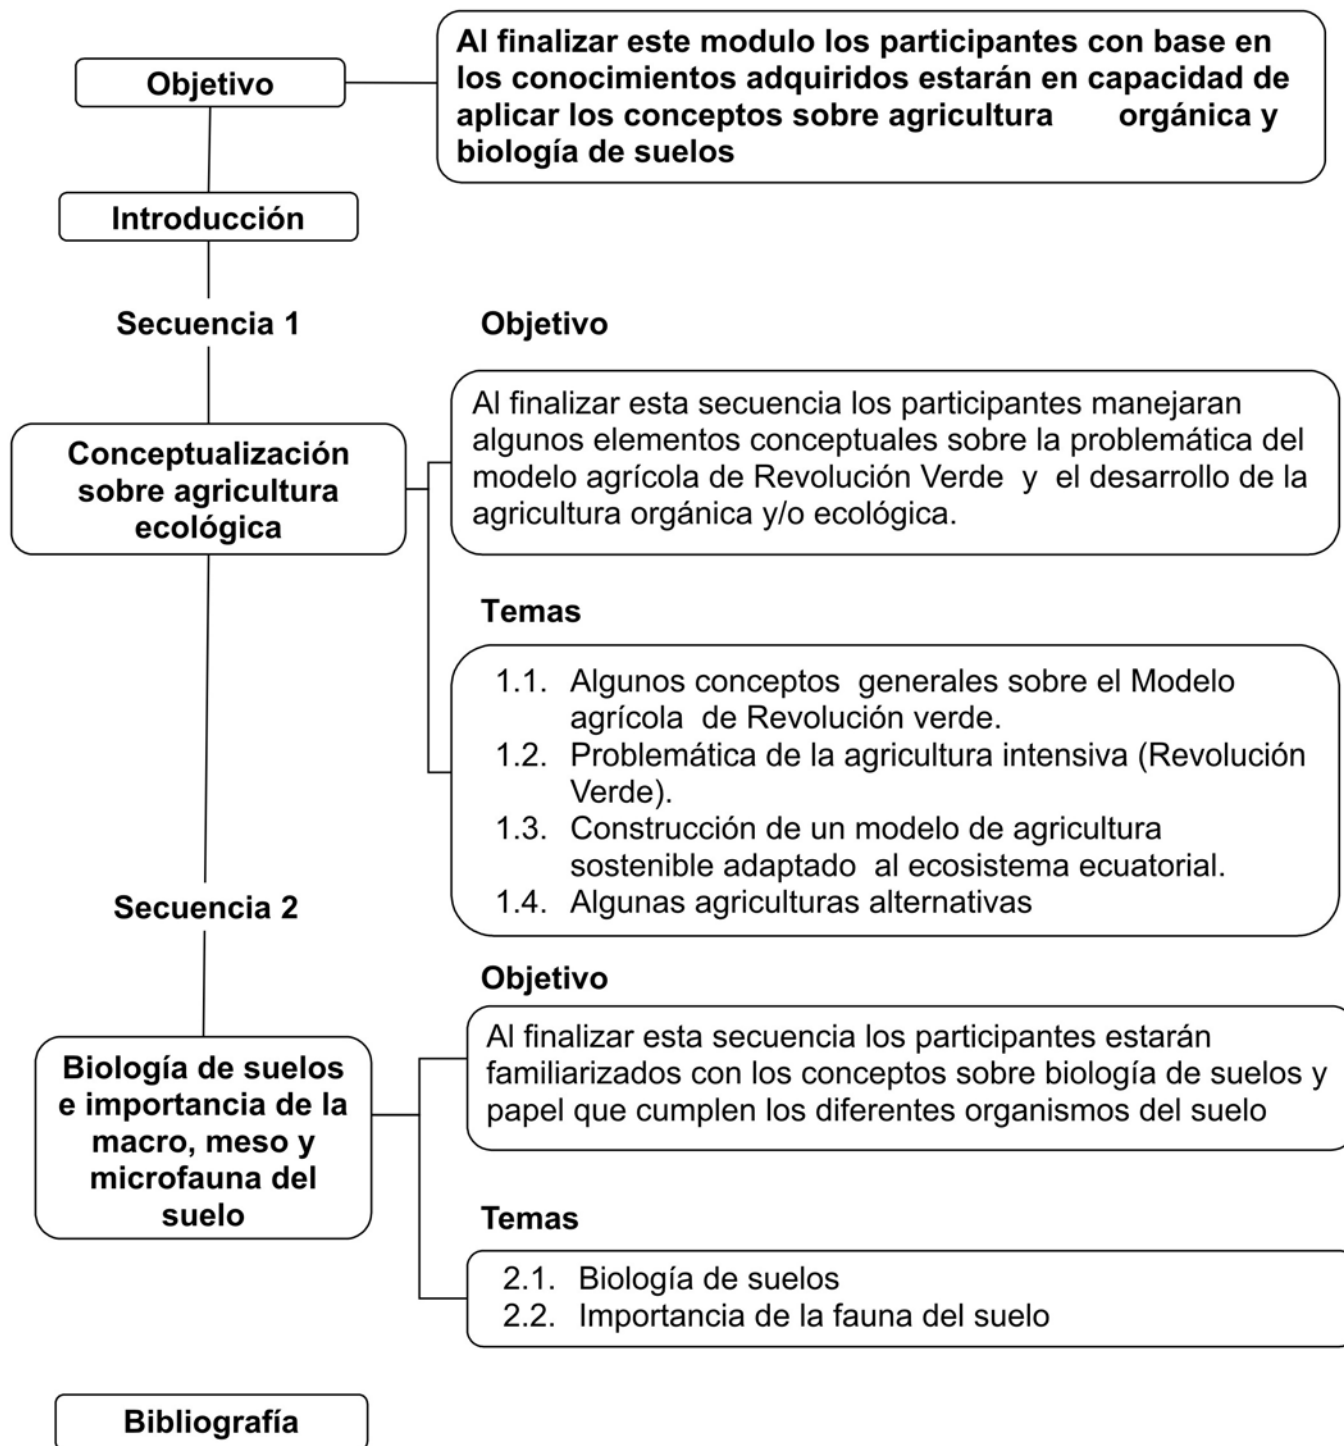 Objetivo
Al finalizar este modulo los participantes con base en
los conocimientos adquiridos estarán en capacidad de
aplicar los conceptos sobre agricultura orgánica y
biología de suelos
Introducción
Secuencia 1
Objetivo
Conceptualización
sobre agricultura
ecológica
Al finalizar esta secuencia los participantes manejaran
algunos elementos conceptuales sobre la problemática del
modelo agrícola de Revolución Verde y el desarrollo de la
agricultura orgánica y/o ecológica.
Temas
1.1. Algunos conceptos generales sobre el Modelo
agrícola de Revolución verde.
1.2. Problemática de la agricultura intensiva (Revolución
Verde).
1.3. Construcción de un modelo de agricultura
sostenible adaptado al ecosistema ecuatorial.
1.4. Algunas agriculturas alternativas
Secuencia 2
Objetivo
Biología de suelos
e importancia de la
macro, meso y
microfauna del
suelo
Al finalizar esta secuencia los participantes estarán
familiarizados con los conceptos sobre biología de suelos y
papel que cumplen los diferentes organismos del suelo
Temas
2.1. Biología de suelos
2.2. Importancia de la fauna del suelo
Bibliografía